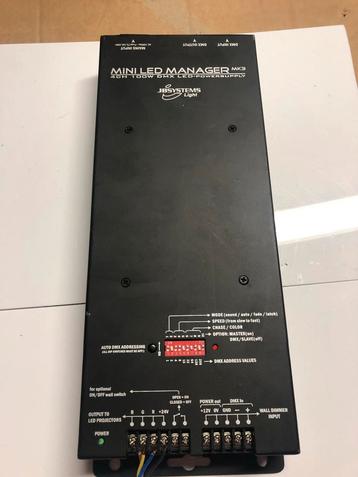 MAINS INPUT
DMX OUTPUT
DMX INPUT
MINI LED MANAGER MK3
4CH 100W DMX LED-POWERSUPPLY
JBSYSTEMS
Light
MODE (sound / auto / fade / latch)
SPEED (from slow to fast)
CHASE / COLOR
OPTION: MASTER(on)
DMX/SLAVE(off)
AUTO DMX ADDRESSING
DMX ADDRESS VALUES
for optional
ON/OFF wall switch
OPEN = ON
CLOSED = OFF
OUTPUT TO
LED PROJECTORS
+24V
POWER out
DMX in
+12V 0V GND - +
WALL DIMMER
INPUT
POWER